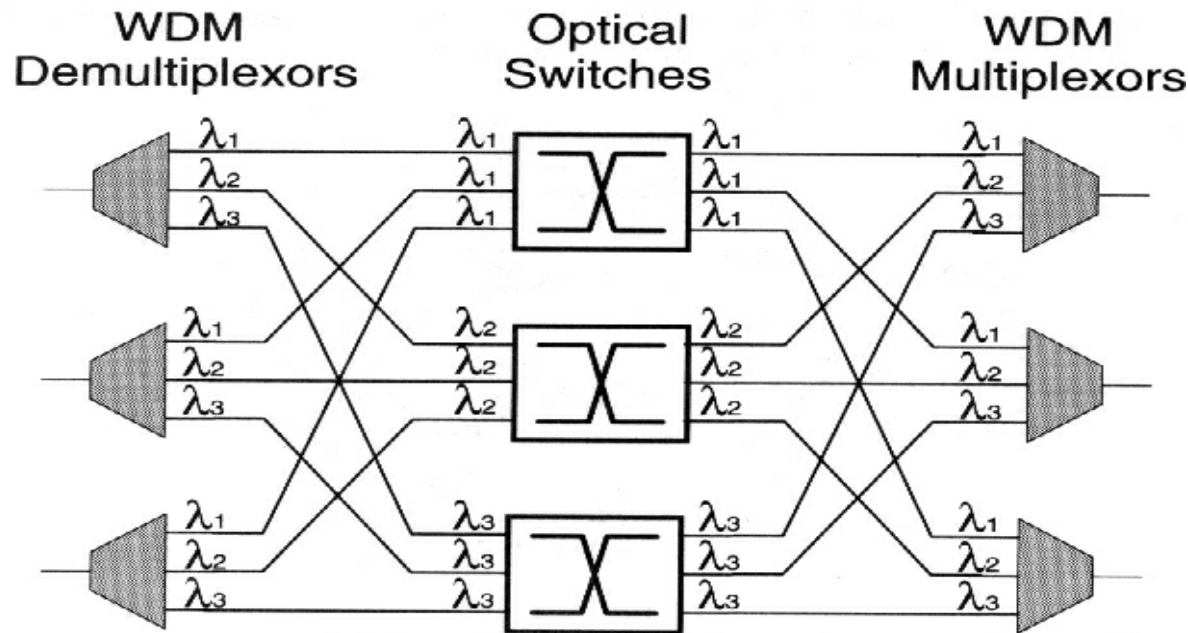 WDM
Demultiplexors
Optical
Switches
WDM
Multiplexors
λ1 λ1 λ1 λ1
λ2 λ1 λ1 λ2
λ3 λ1 λ1 λ3
λ1 λ2 λ2 λ1
λ2 λ2 λ2 λ2
λ3 λ2 λ2 λ3
λ1 λ3 λ3 λ1
λ2 λ3 λ3 λ2
λ3 λ3 λ3 λ3